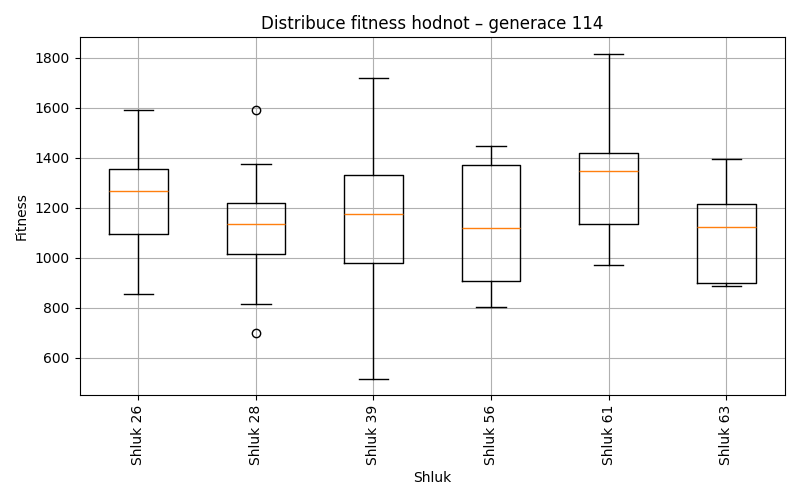 Distribuce fitness hodnot – generace 114
Fitness
1800
1600
1400
1200
1000
800
600
Shluk 26
Shluk 28
Shluk 39
Shluk 56
Shluk 61
Shluk 63
Shluk